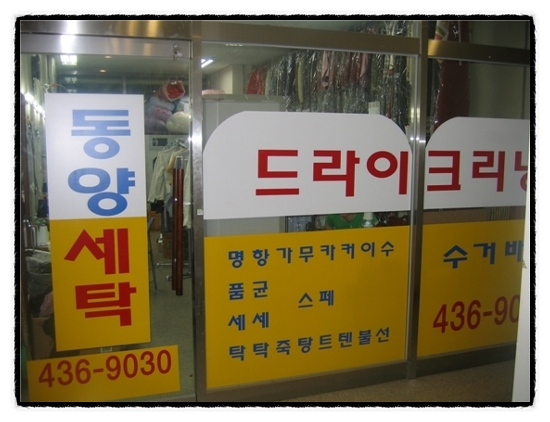 동양세탁
436-9030
드라이크리닝
명항가무카커이수
품균 스페
세세
탁탁죽탕트텐불선
수거
436-90